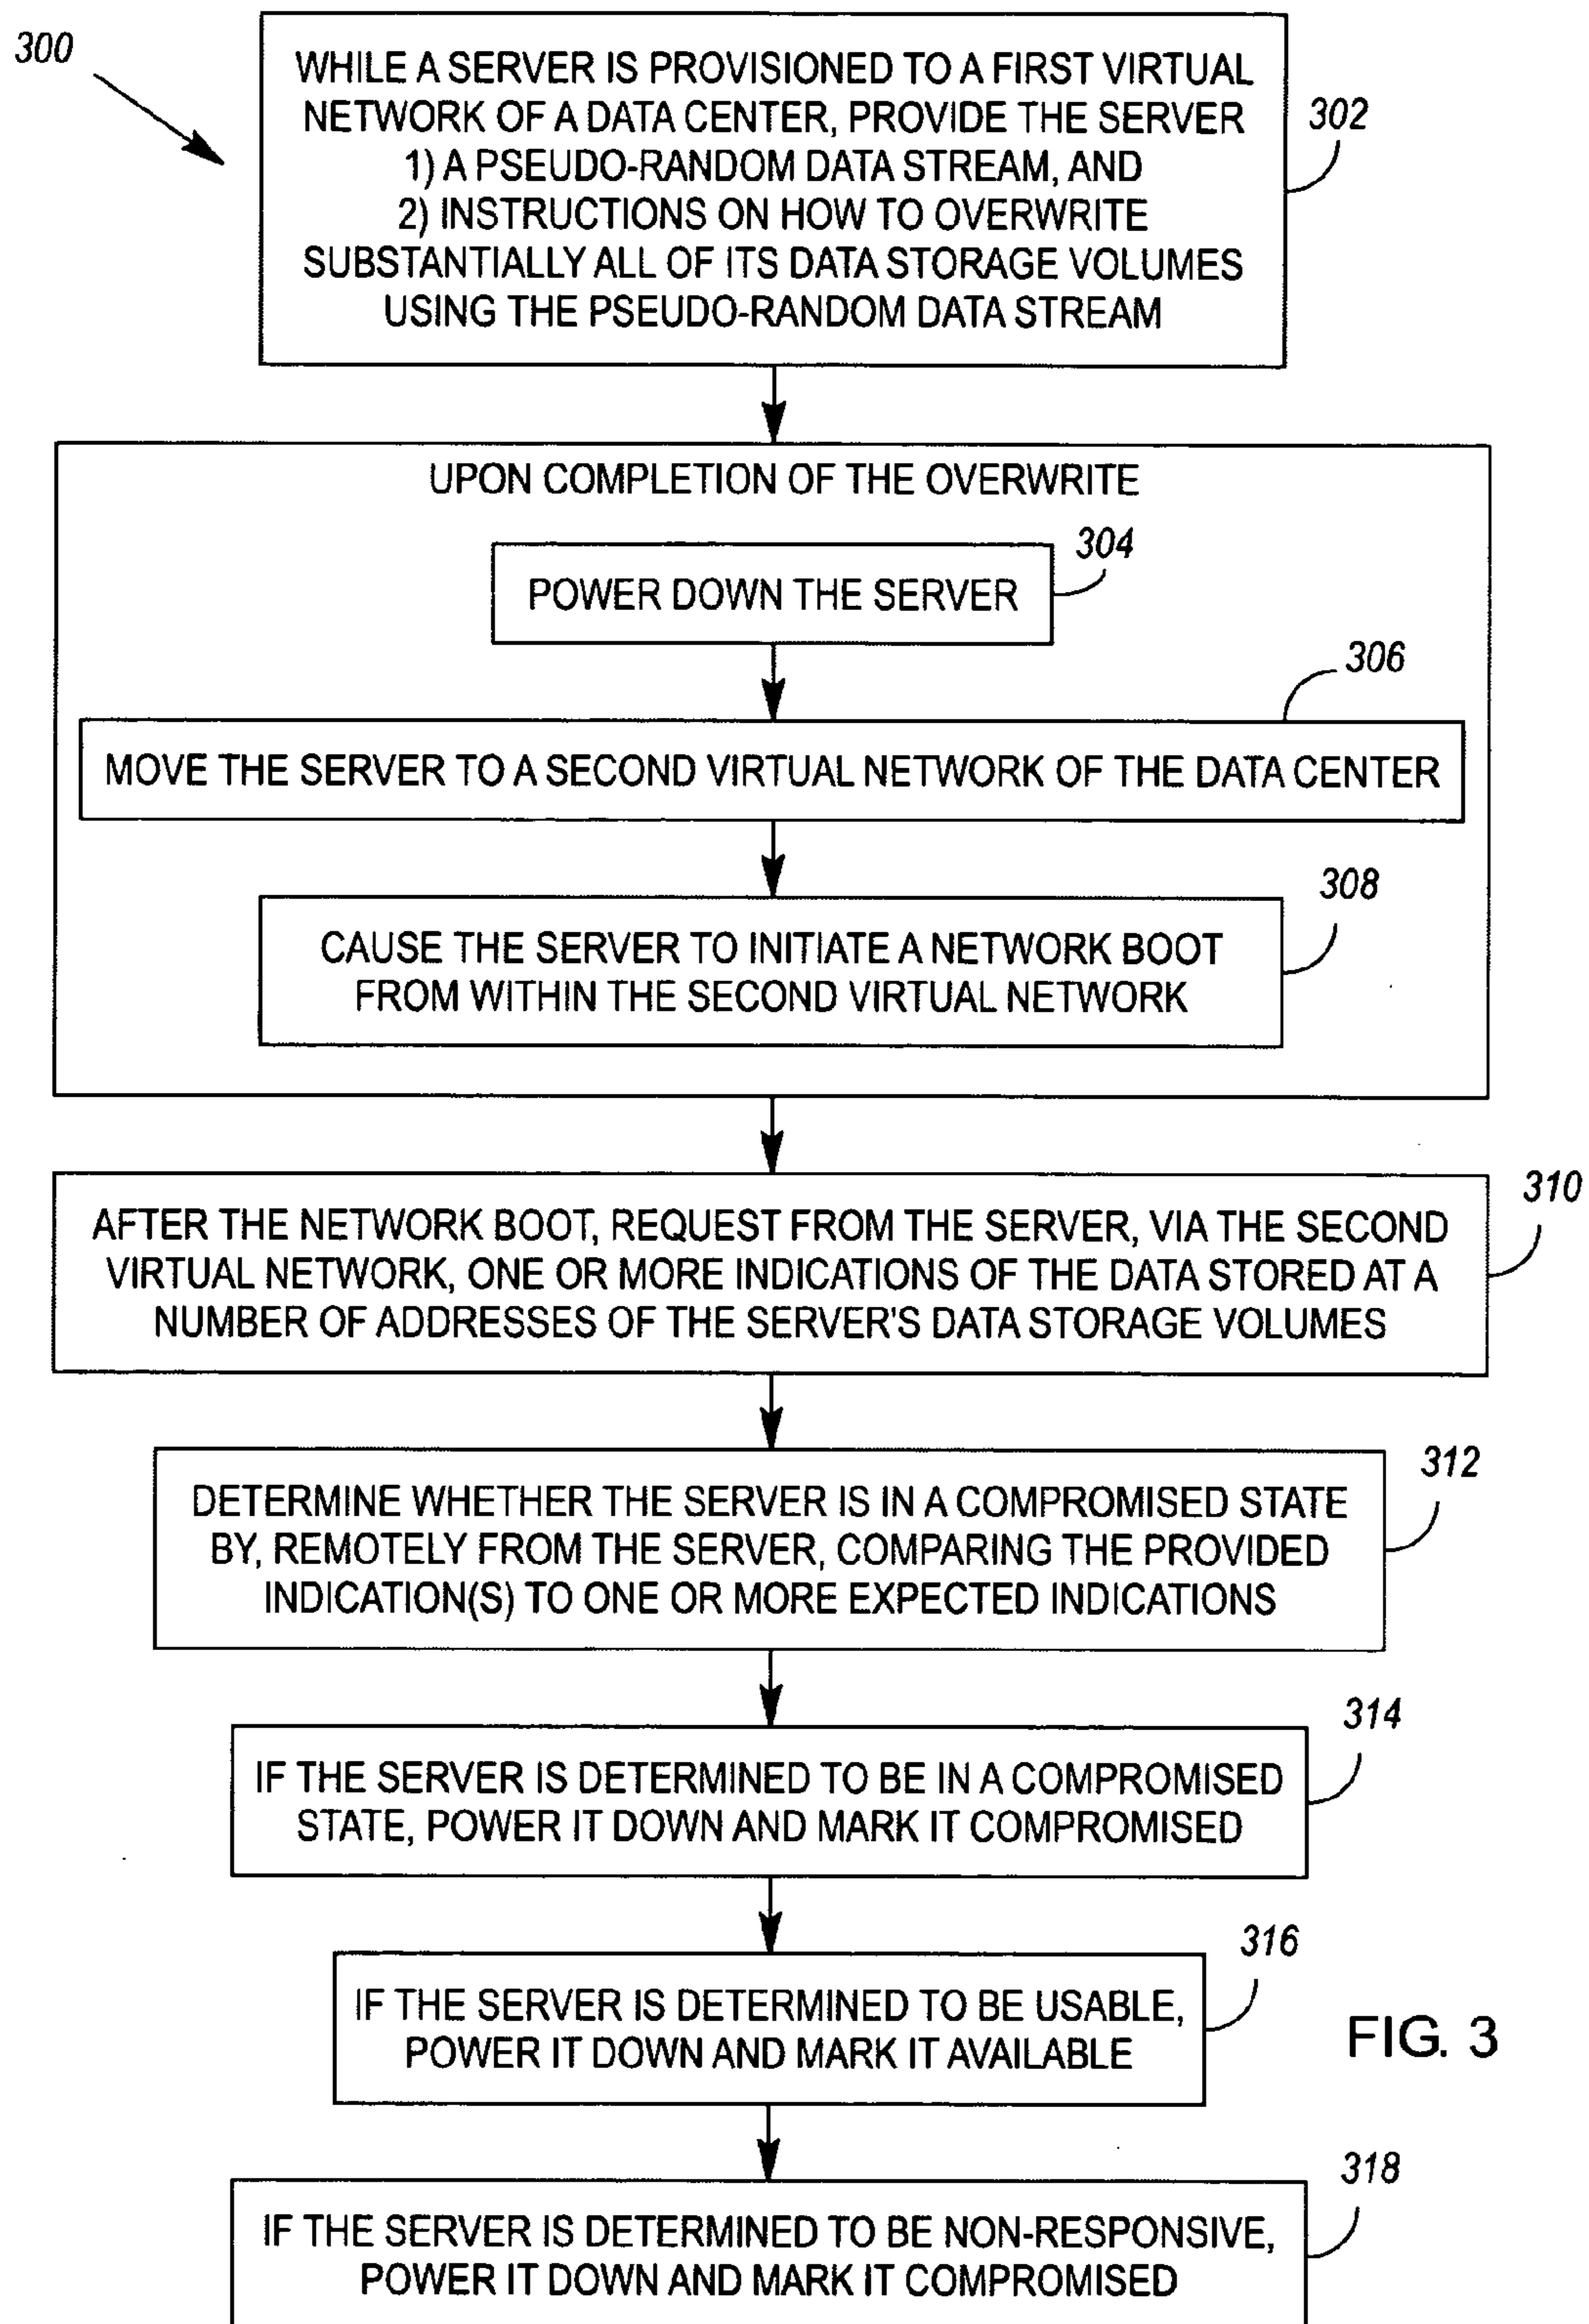 300
WHILE A SERVER IS PROVISIONED TO A FIRST VIRTUAL
NETWORK OF A DATA CENTER, PROVIDE THE SERVER
1) A PSEUDO-RANDOM DATA STREAM, AND
2) INSTRUCTIONS ON HOW TO OVERWRITE
SUBSTANTIALLY ALL OF ITS DATA STORAGE VOLUMES
USING THE PSEUDO-RANDOM DATA STREAM
302
UPON COMPLETION OF THE OVERWRITE
304
POWER DOWN THE SERVER
306
MOVE THE SERVER TO A SECOND VIRTUAL NETWORK OF THE DATA CENTER
308
CAUSE THE SERVER TO INITIATE A NETWORK BOOT
FROM WITHIN THE SECOND VIRTUAL NETWORK
310
AFTER THE NETWORK BOOT, REQUEST FROM THE SERVER, VIA THE SECOND
VIRTUAL NETWORK, ONE OR MORE INDICATIONS OF THE DATA STORED AT A
NUMBER OF ADDRESSES OF THE SERVER'S DATA STORAGE VOLUMES
312
DETERMINE WHETHER THE SERVER IS IN A COMPROMISED STATE
BY, REMOTELY FROM THE SERVER, COMPARING THE PROVIDED
INDICATION(S) TO ONE OR MORE EXPECTED INDICATIONS
314
IF THE SERVER IS DETERMINED TO BE IN A COMPROMISED
STATE, POWER IT DOWN AND MARK IT COMPROMISED
316
IF THE SERVER IS DETERMINED TO BE USABLE,
POWER IT DOWN AND MARK IT AVAILABLE
FIG. 3
318
IF THE SERVER IS DETERMINED TO BE NON-RESPONSIVE,
POWER IT DOWN AND MARK IT COMPROMISED